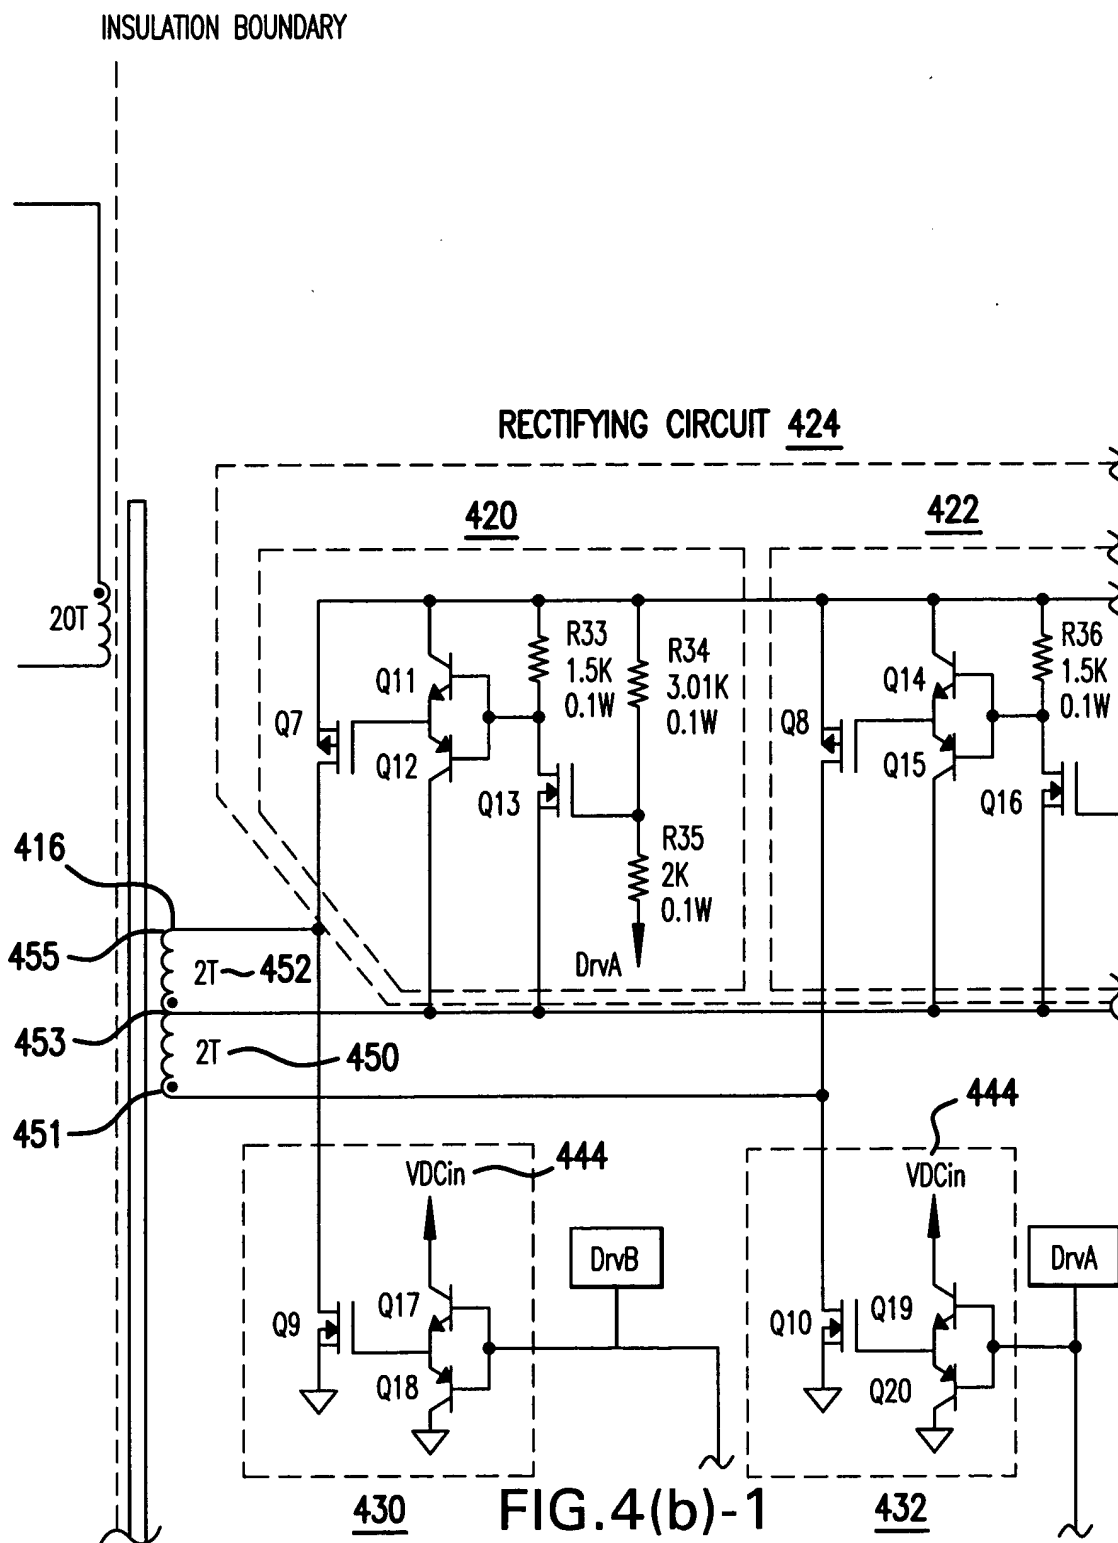 INSULATION BOUNDARY
RECTIFYING CIRCUIT 424
420
422
20T
R33
1.5K
0.1W
R34
3.01K
0.1W
R36
1.5K
0.1W
Q11
Q7
Q12
Q13
Q14
Q8
Q15
Q16
R35
2K
0.1W
DrvA
416
455
2T
452
453
2T
450
451
444
VDCin
444
VDCin
DrvB
DrvA
Q9
Q17
Q18
Q10
Q19
Q20
430
FIG.4(b)-1
432